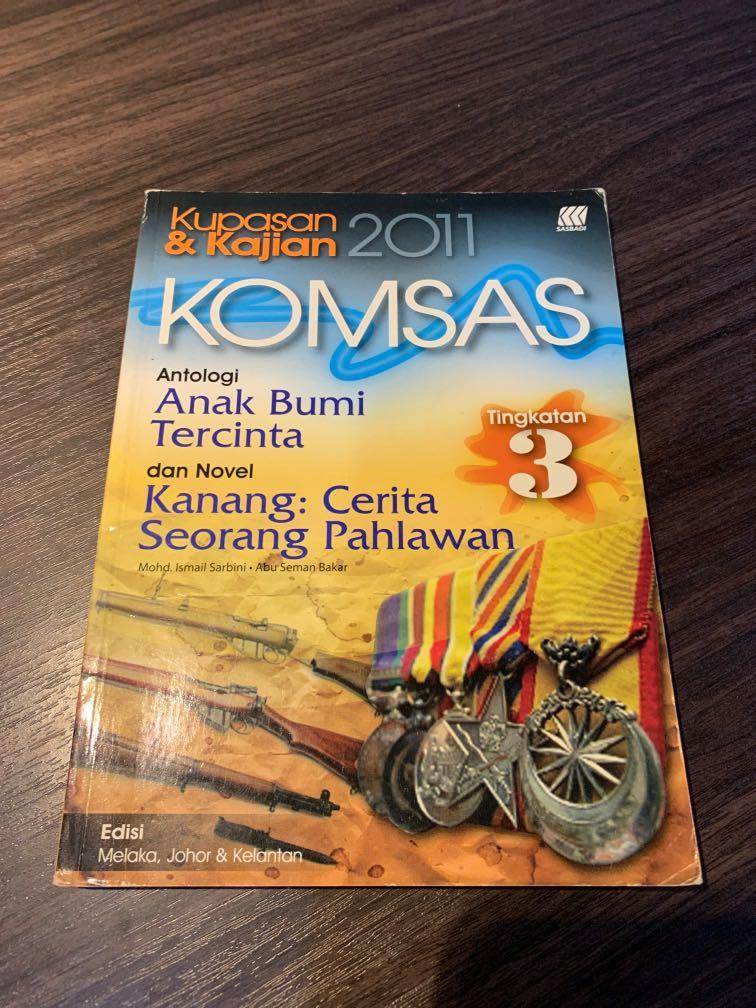 Kupasan
& Kajian 2011
SASBADI
KOMSAS
Antologi
Anak Bumi
Tercinta
Tingkatan
3
dan Novel
Kanang: Cerita
Seorang Pahlawan
Mohd. Ismail Sarbini • Abu Seman Bakar
Edisi
Melaka, Johor & Kelantan